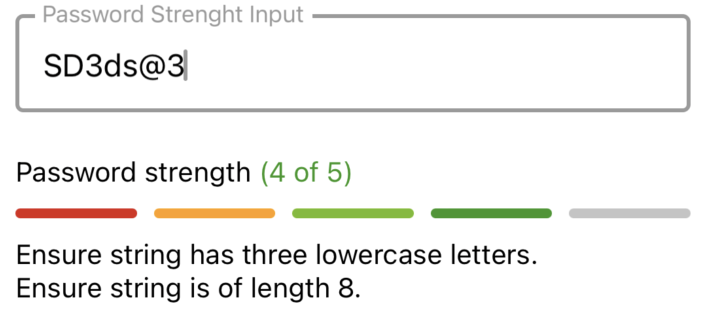 Password Strenght Input
SD3ds@3
Password strength (4 of 5)
Ensure string has three lowercase letters.
Ensure string is of length 8.